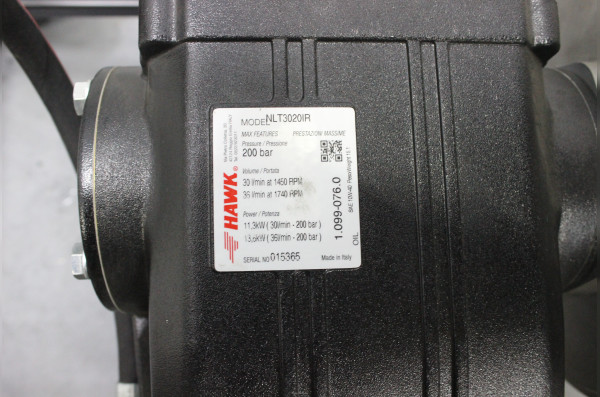 MODEL NLT3020IR
MAX FEATURES PRESTAZIONI MASSIME
Pressure / Pressione
200 bar
Volume / Portata
30 l/min at 1450 RPM
36 l/min at 1740 RPM
Power / Potenza
11,3kW ( 30l/min - 200 bar )
13,6kW ( 36l/min - 200 bar )
SERIAL NO 015365
Made in Italy
HAWK
1.099-076.0
OIL